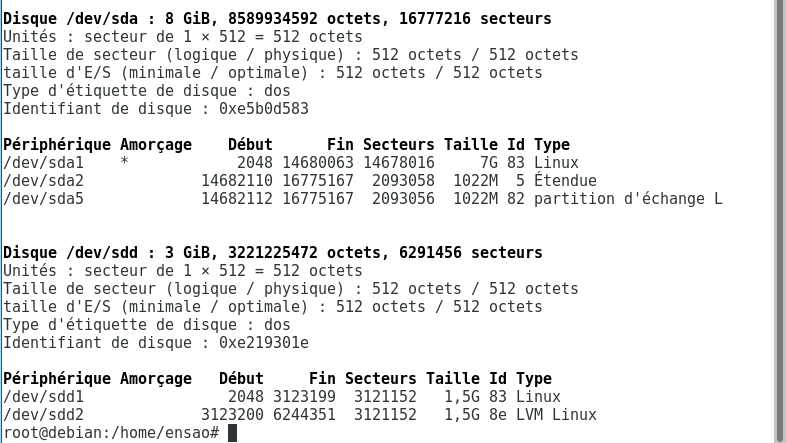 Disque /dev/sda : 8 GiB, 8589934592 octets, 16777216 secteurs
Unités : secteur de 1 × 512 = 512 octets
Taille de secteur (logique / physique) : 512 octets / 512 octets
taille d'E/S (minimale / optimale) : 512 octets / 512 octets
Type d'étiquette de disque : dos
Identifiant de disque : 0xe5b0d583
Périphérique Amorçage    Début      Fin Secteurs Taille Id Type
/dev/sda1    *            2048 14680063 14678016     7G 83 Linux
/dev/sda2             14682110 16775167  2093058  1022M  5 Étendue
/dev/sda5             14682112 16775167  2093056  1022M 82 partition d'échange L
Disque /dev/sdd : 3 GiB, 3221225472 octets, 6291456 secteurs
Unités : secteur de 1 × 512 = 512 octets
Taille de secteur (logique / physique) : 512 octets / 512 octets
taille d'E/S (minimale / optimale) : 512 octets / 512 octets
Type d'étiquette de disque : dos
Identifiant de disque : 0xe219301e
Périphérique Amorçage   Début     Fin Secteurs Taille Id Type
/dev/sdd1                2048 3123199  3121152   1,5G 83 Linux
/dev/sdd2             3123200 6244351  3121152   1,5G 8e LVM Linux
root@debian:/home/ensao#